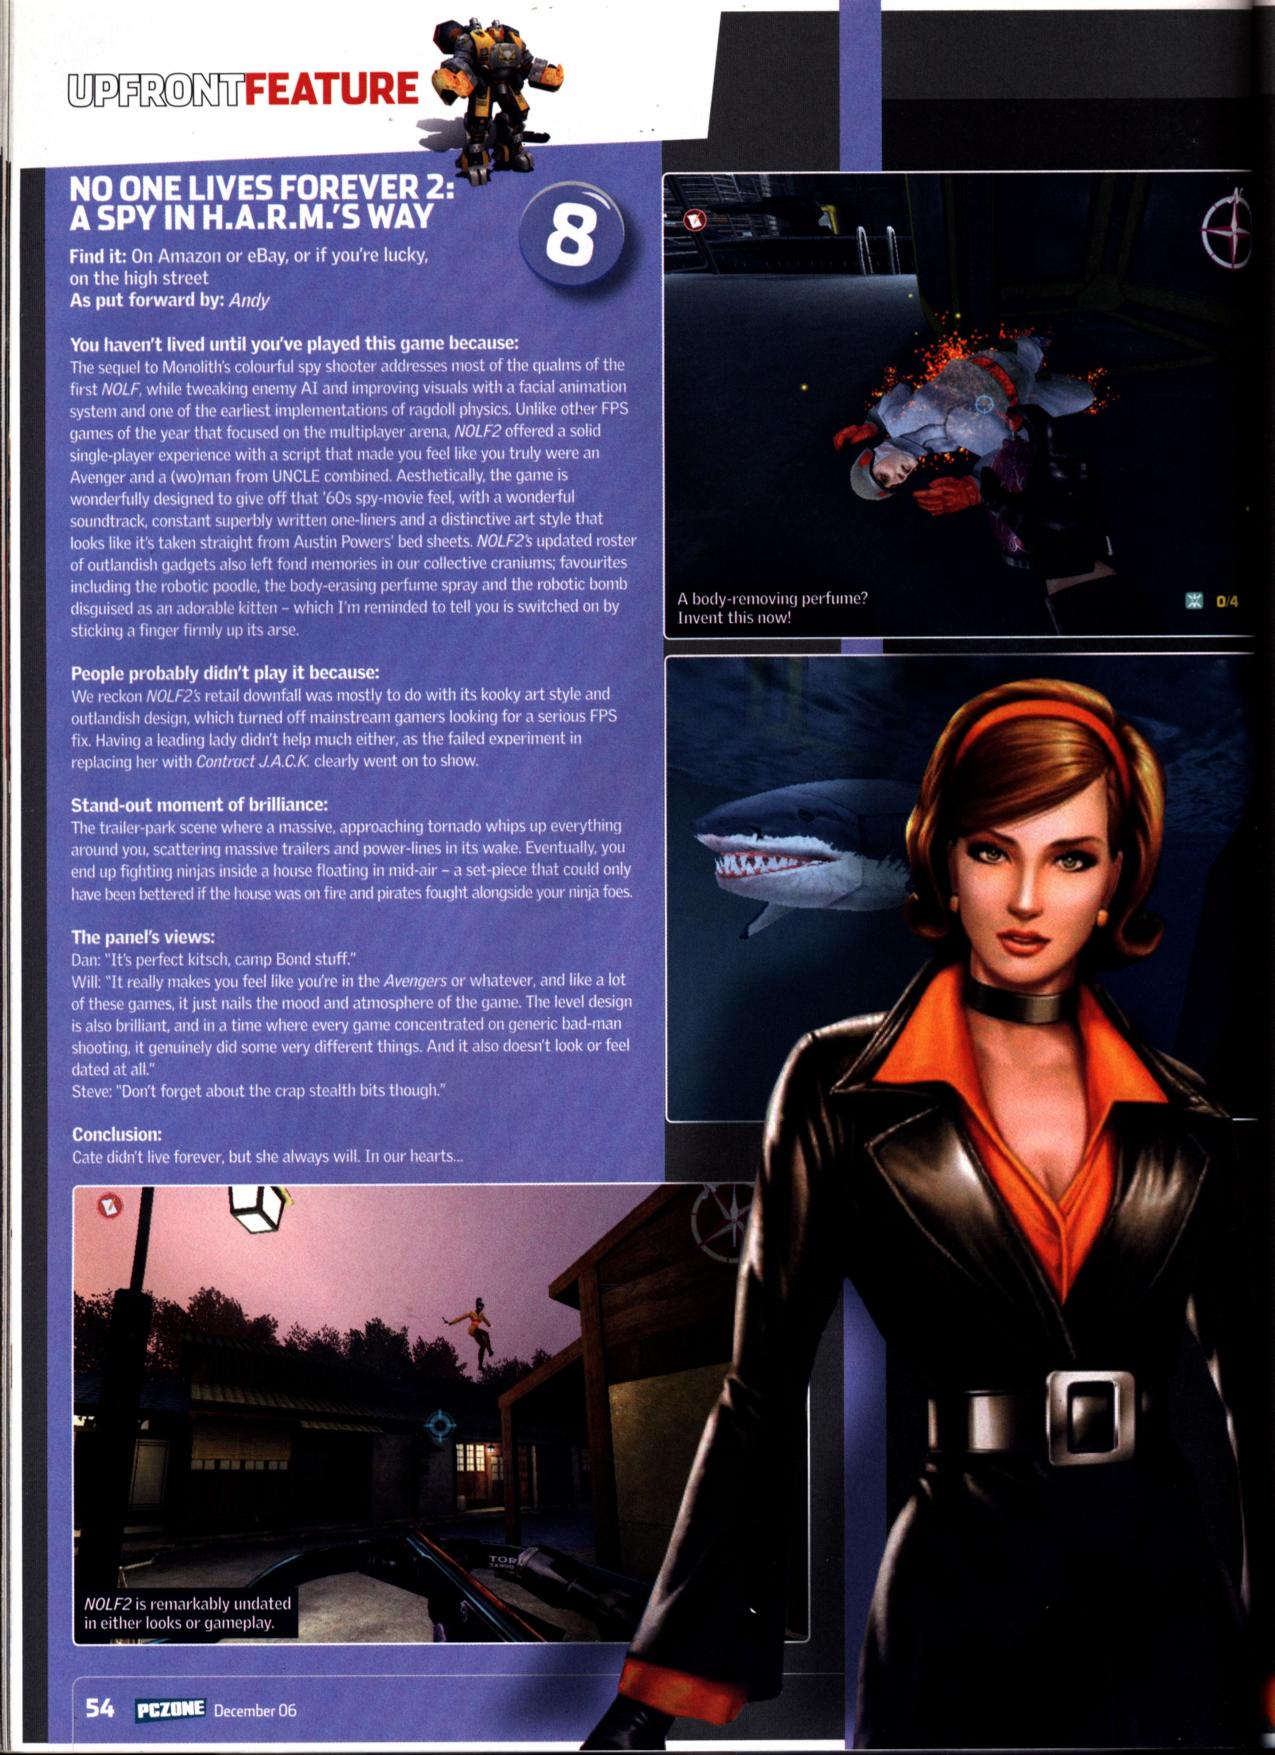 UPFRONTFEATURE
NO ONE LIVES FOREVER 2:
A SPY IN H.A.R.M.'S WAY
8
Find it: On Amazon or eBay, or if you're lucky,
on the high street
As put forward by: Andy
You haven't lived until you've played this game because:
The sequel to Monolith's colourful spy shooter addresses most of the qualms of the
first NOLF, while tweaking enemy AI and improving visuals with a facial animation
system and one of the earliest implementations of ragdoll physics. Unlike other FPS
games of the year that focused on the multiplayer arena, NOLF2 offered a solid
single-player experience with a script that made you feel like you truly were an
Avenger and a (wo)man from UNCLE combined. Aesthetically, the game is
wonderfully designed to give off that '60s spy-movie feel, with a wonderful
soundtrack, constant superbly written one-liners and a distinctive art style that
looks like it's taken straight from Austin Powers' bed sheets. NOLF2's updated roster
of outlandish gadgets also left fond memories in our collective craniums; favourites
including the robotic poodle, the body-erasing perfume spray and the robotic bomb
disguised as an adorable kitten – which I'm reminded to tell you is switched on by
sticking a finger firmly up its arse.
People probably didn't play it because:
We reckon NOLF2's retail downfall was mostly to do with its kooky art style and
outlandish design, which turned off mainstream gamers looking for a serious FPS
fix. Having a leading lady didn't help much either, as the failed experiment in
replacing her with Contract J.A.C.K. clearly went on to show.
Stand-out moment of brilliance:
The trailer-park scene where a massive, approaching tornado whips up everything
around you, scattering massive trailers and power-lines in its wake. Eventually, you
end up fighting ninjas inside a house floating in mid-air – a set-piece that could only
have been bettered if the house was on fire and pirates fought alongside your ninja foes.
The panel's views:
Dan: "It's perfect kitsch, camp Bond stuff."
Will: "It really makes you feel like you're in the Avengers or whatever, and like a lot
of these games, it just nails the mood and atmosphere of the game. The level design
is also brilliant, and in a time where every game concentrated on generic bad-man
shooting, it genuinely did some very different things. And it also doesn't look or feel
dated at all."
Steve: "Don't forget about the crap stealth bits though."
Conclusion:
Cate didn't live forever, but she always will. In our hearts...
N
A body-removing perfume?
Invent this now!
0/4
NOLF2 is remarkably undated
in either looks or gameplay.
54 PCZONE December 06